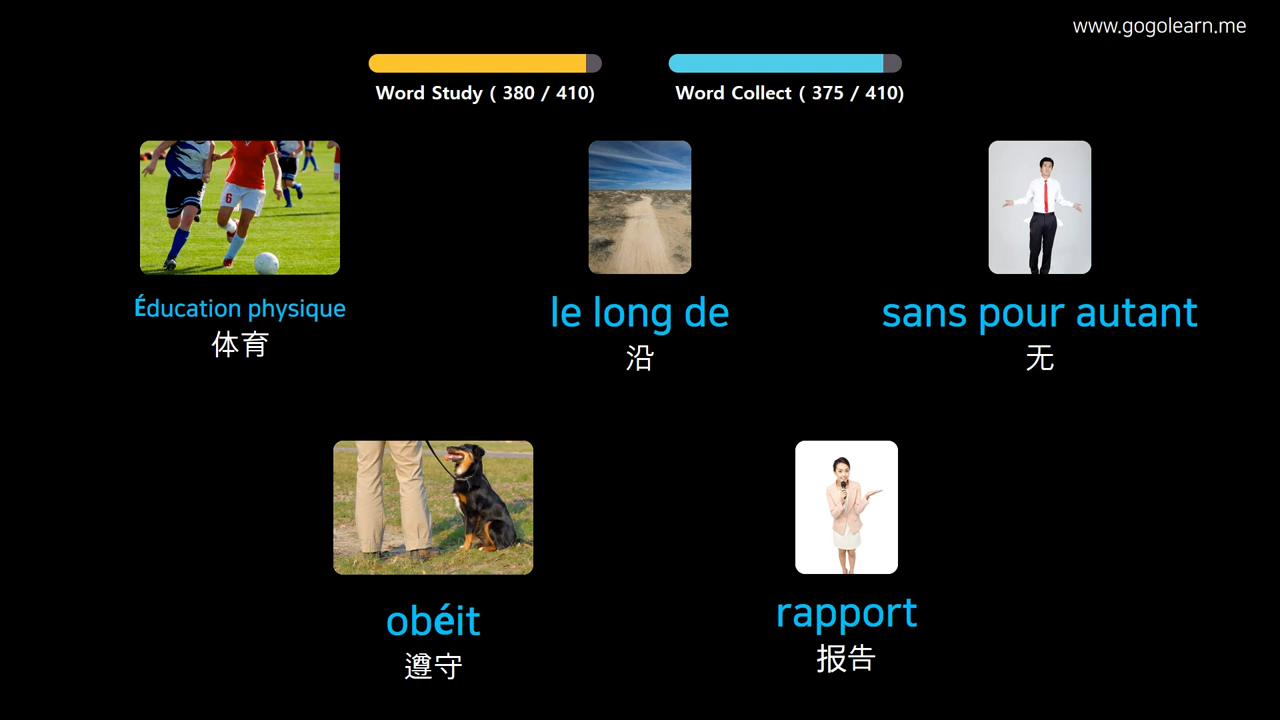 www.gogolearn.me
Word Study ( 380 / 410)
Word Collect ( 375 / 410)
Éducation physique
体育
le long de
沿
sans pour autant
无
obéit
遵守
rapport
报告
6